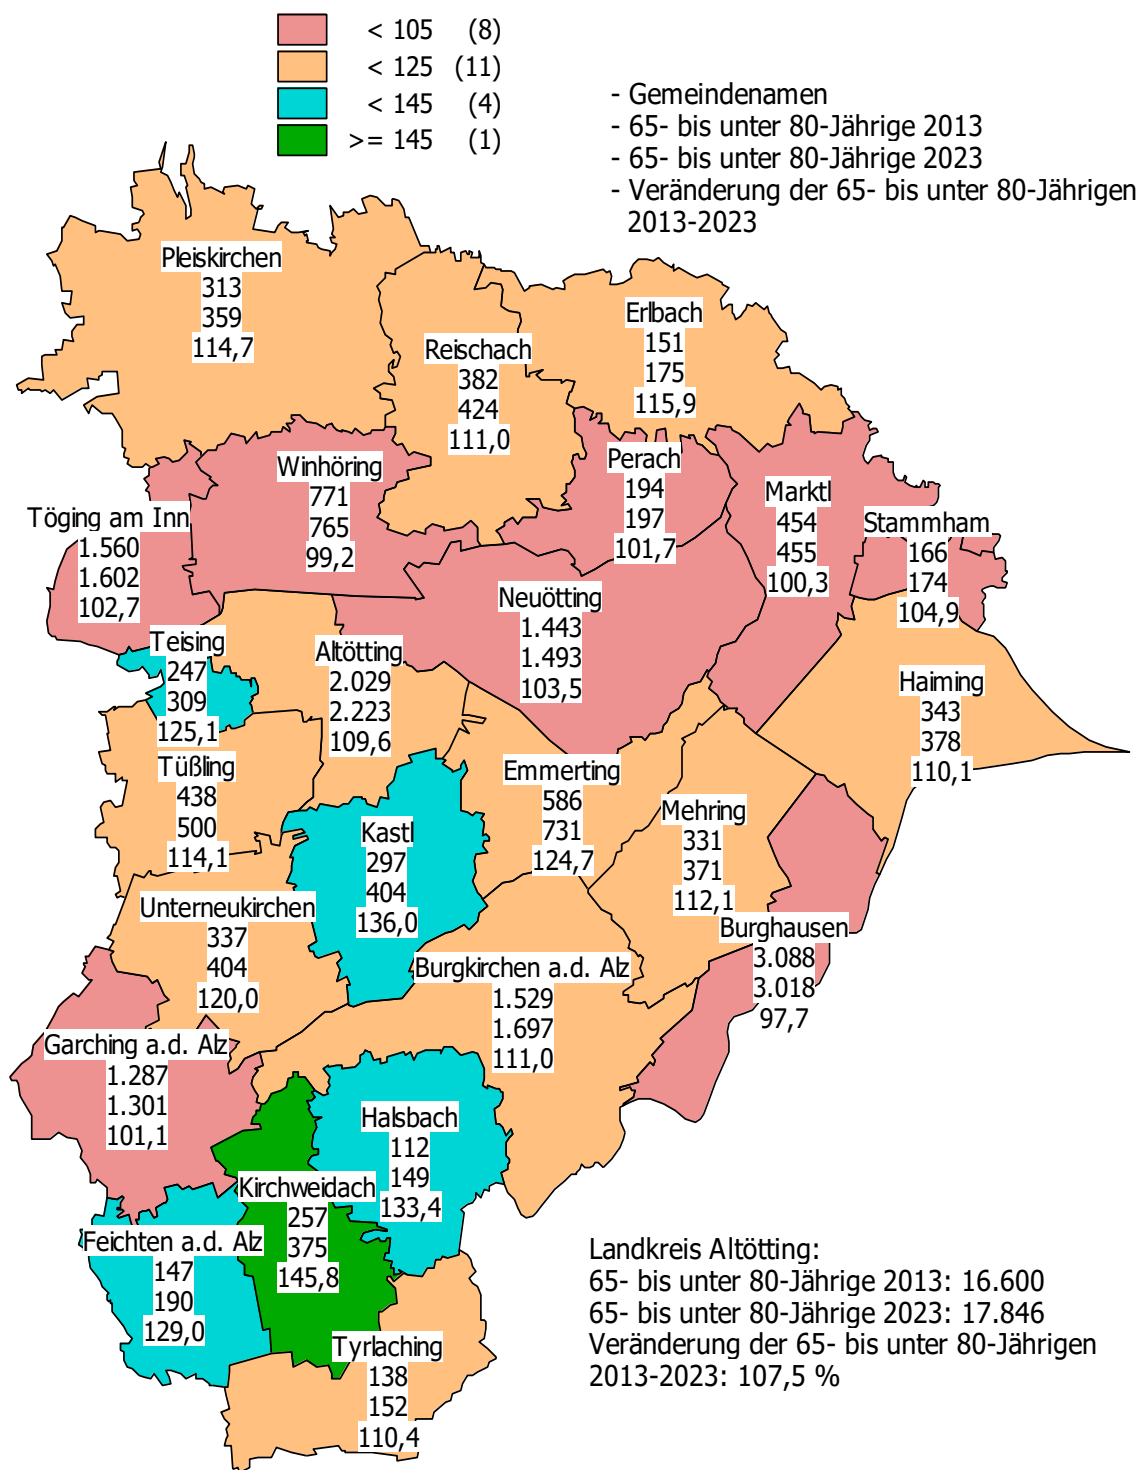 < 105 (8)
< 125 (11)
< 145 (4)
>= 145 (1)
- Gemeindenamen
- 65- bis unter 80-Jährige 2013
- 65- bis unter 80-Jährige 2023
- Veränderung der 65- bis unter 80-Jährigen
2013-2023
Pleiskirchen
313
359
114,7
Reischach
382
424
111,0
Erlbach
151
175
115,9
Winhöring
771
765
99,2
Perach
194
197
101,7
Marktl
454
455
100,3
Töging am Inn
1.560
1.602
102,7
Stammham
166
174
104,9
Neuötting
1.443
1.493
103,5
Teising
247
309
125,1
Altötting
2.029
2.223
109,6
Haiming
343
378
110,1
Tüßling
438
500
114,1
Emmerting
586
731
124,7
Kastl
297
404
136,0
Mehring
331
371
112,1
Unterneukirchen
337
404
120,0
Burghausen
3.088
3.018
97,7
Burgkirchen a.d. Alz
1.529
1.697
111,0
Garching a.d. Alz
1.287
1.301
101,1
Halsbach
112
149
133,4
Kirchweidach
257
375
145,8
Feichten a.d. Alz
147
190
129,0
Tyrlaching
138
152
110,4
Landkreis Altötting:
65- bis unter 80-Jährige 2013: 16.600
65- bis unter 80-Jährige 2023: 17.846
Veränderung der 65- bis unter 80-Jährigen
2013-2023: 107,5 %